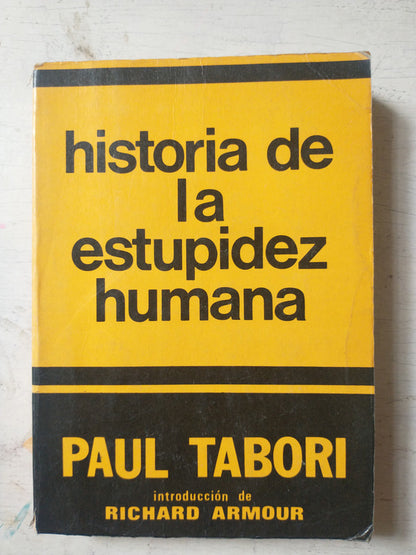 historia de
la
estupidez
humana
PAUL TABORI
introducción de
RICHARD ARMOUR